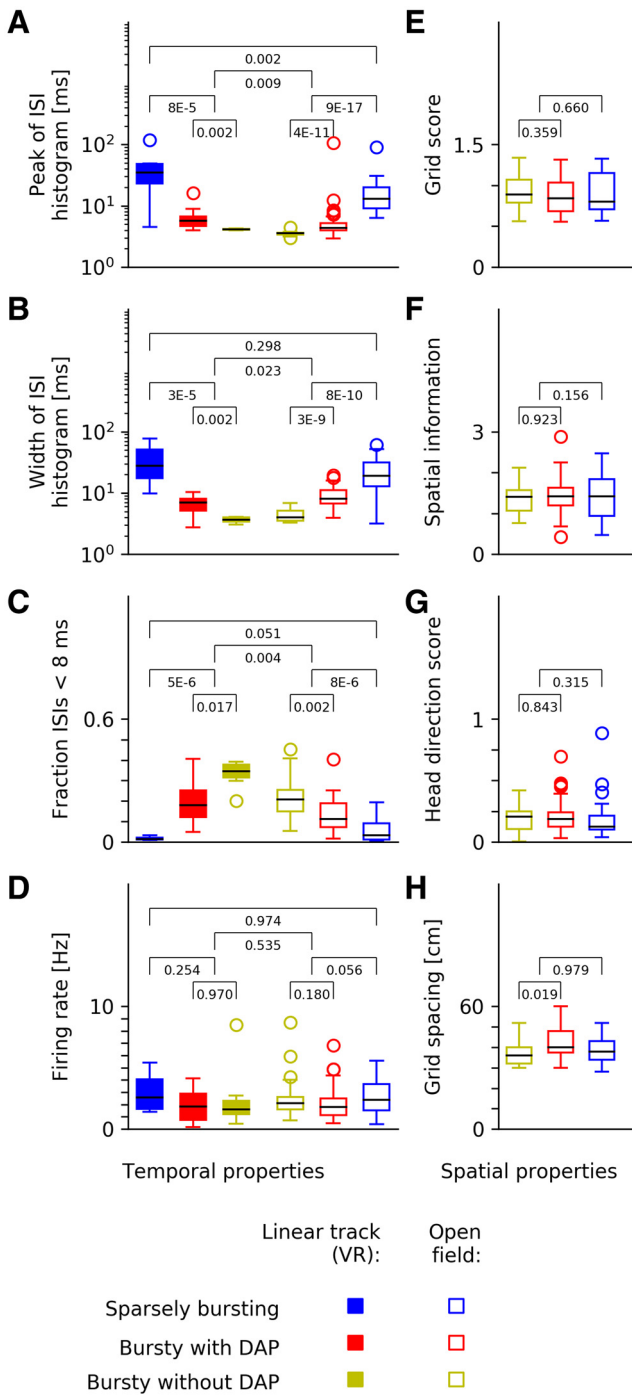 A
Peak of ISI
histogram [ms]
10²
10¹
10⁰
0.002
0.009
8E-5
9E-17
0.002
4E-11
E
Grid score
1.5
0
0.660
0.359
B
Width of ISI
histogram [ms]
10²
10¹
10⁰
0.298
0.023
3E-5
8E-10
0.002
3E-9
F
Spatial information
3
0
0.156
0.923
C
Fraction ISIs < 8 ms
0.6
0
0.051
0.004
5E-6
8E-6
0.017
0.002
G
Head direction score
1
0
0.315
0.843
D
Firing rate [Hz]
10
0
0.974
0.535
0.254
0.056
0.970
0.180
H
Grid spacing [cm]
60
0
0.979
0.019
Temporal properties
Spatial properties
Linear track
(VR):
Open
field:
Sparsely bursting
Bursty with DAP
Bursty without DAP